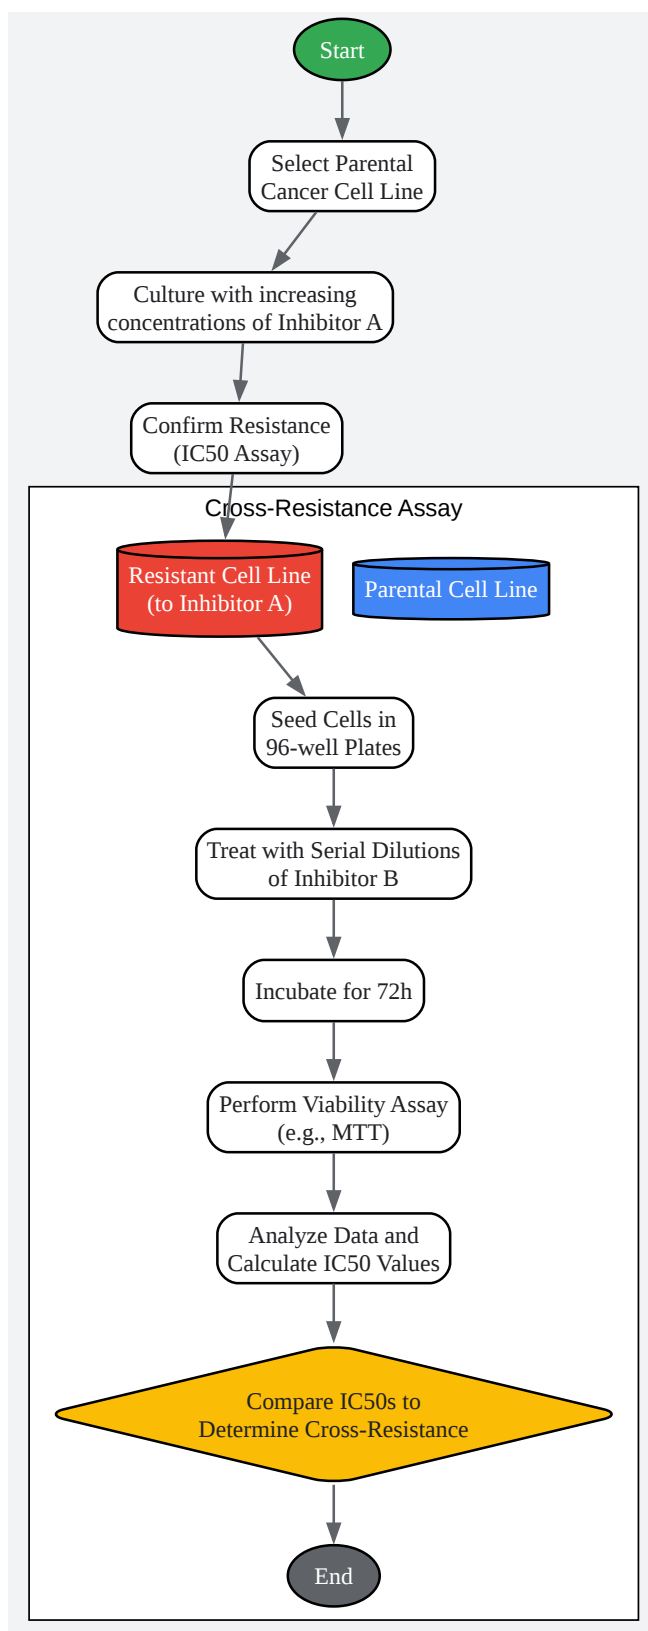 Start
Select Parental
Cancer Cell Line
Culture with increasing
concentrations of Inhibitor A
Confirm Resistance
(IC50 Assay)
Cross-Resistance Assay
Resistant Cell Line
(to Inhibitor A)
Parental Cell Line
Seed Cells in
96-well Plates
Treat with Serial Dilutions
of Inhibitor B
Incubate for 72h
Perform Viability Assay
(e.g., MTT)
Analyze Data and
Calculate IC50 Values
Compare IC50s to
Determine Cross-Resistance
End